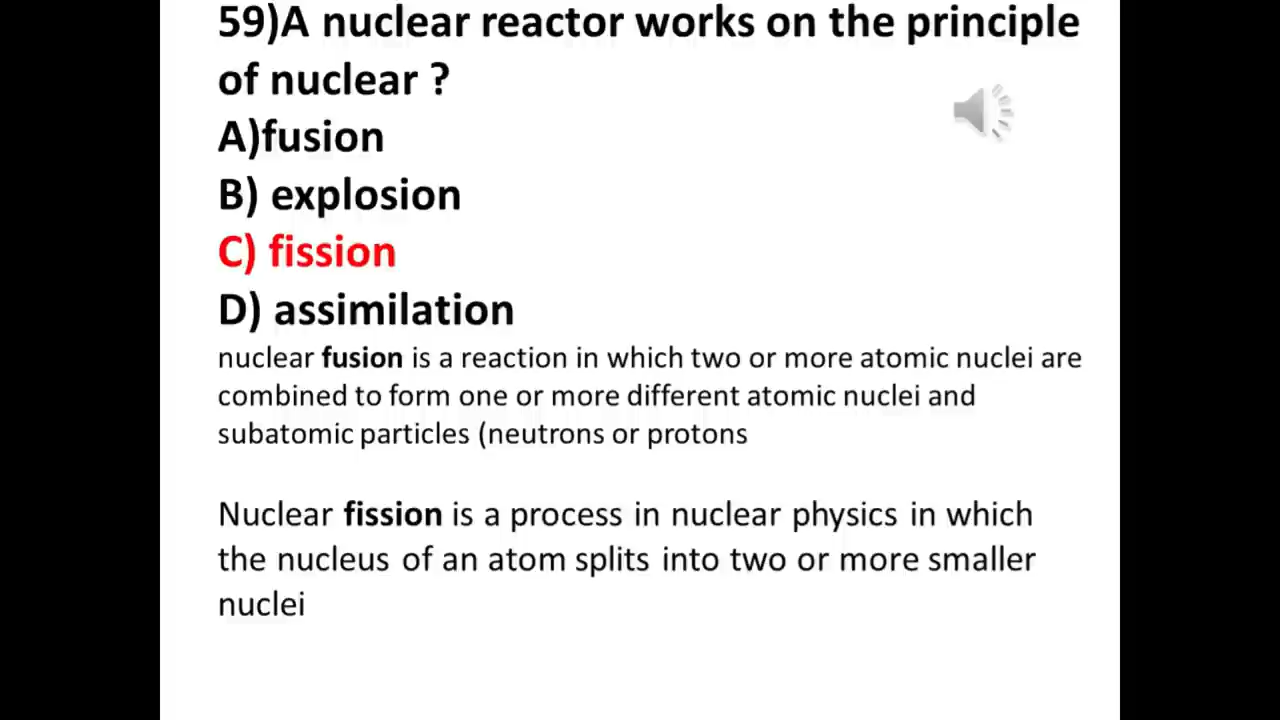 59)A nuclear reactor works on the principle
of nuclear ?
A)fusion
B) explosion
C) fission
D) assimilation
nuclear fusion is a reaction in which two or more atomic nuclei are
combined to form one or more different atomic nuclei and
subatomic particles (neutrons or protons
Nuclear fission is a process in nuclear physics in which
the nucleus of an atom splits into two or more smaller
nuclei